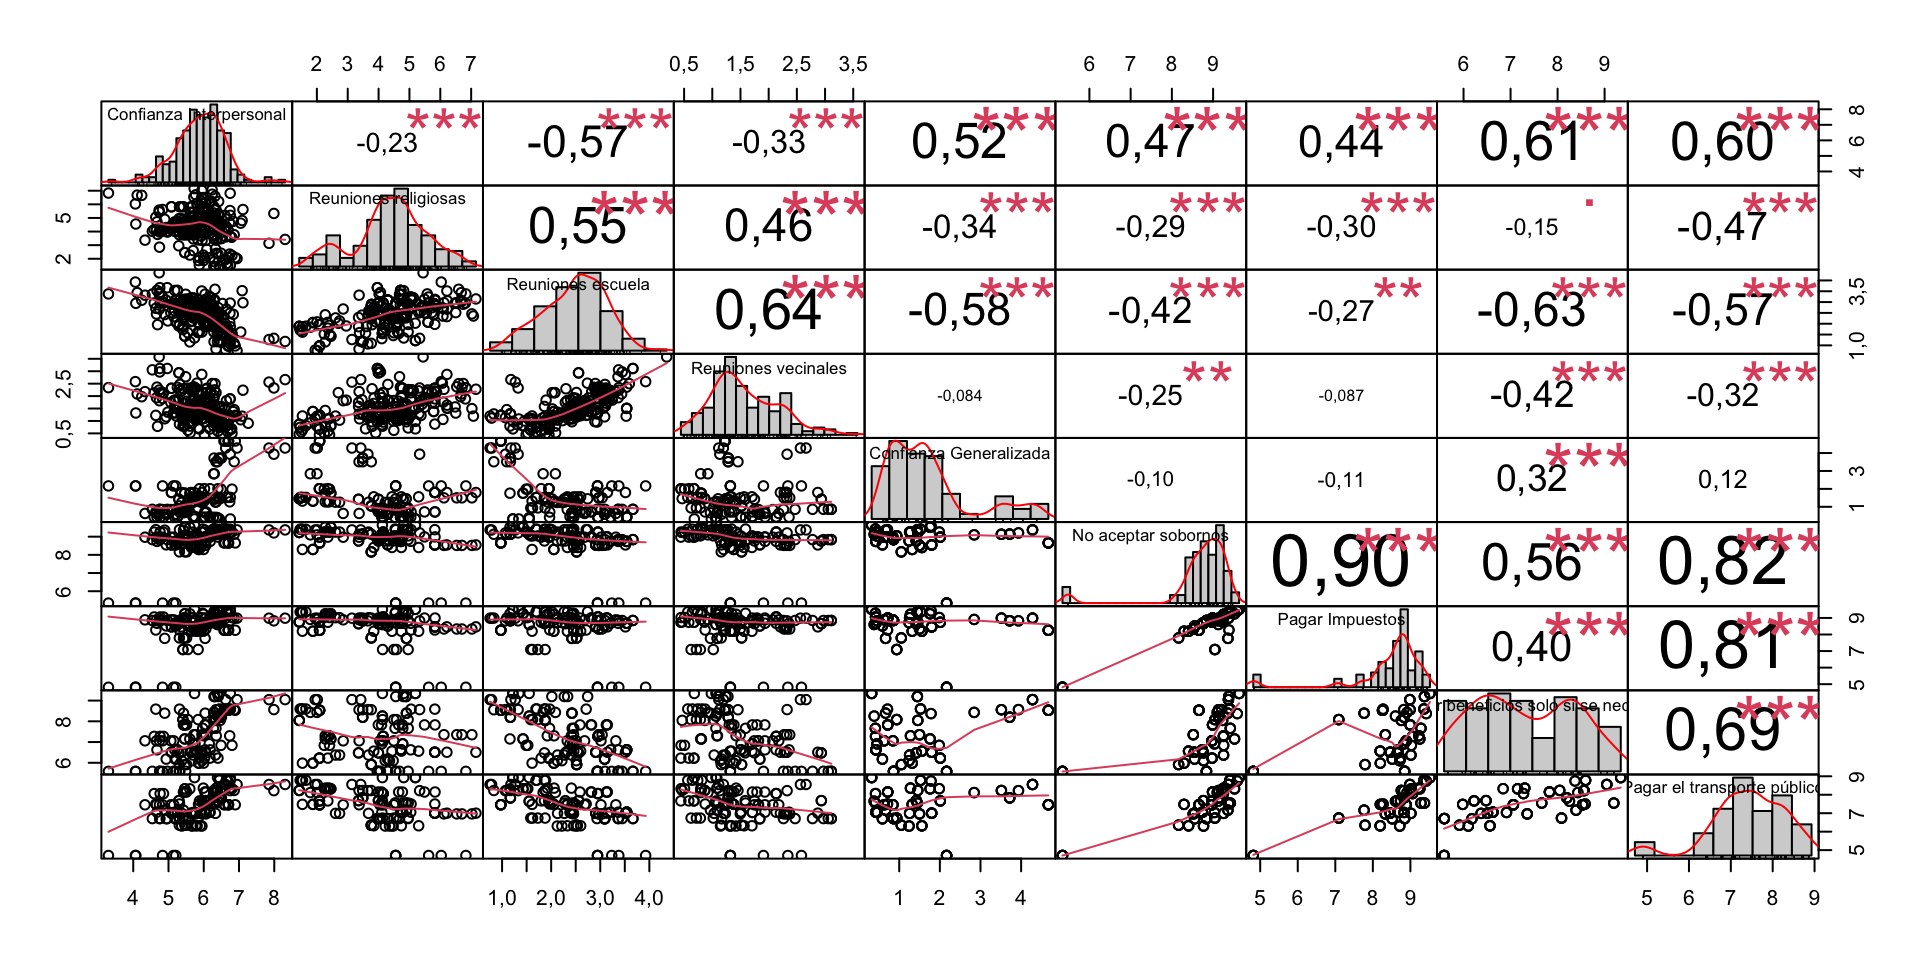 2 3 4 5 6 7 0,5 1,5 2,5 3,5 6 7 8 9 6 7 8 9
Confianza Interpersonal -0,23 *** -0,57 *** -0,33 *** 0,52 *** 0,47 *** 0,44 *** 0,61 *** 0,60 *** 4 6 8
2 5 Reuniones religiosas 0,55 *** 0,46 *** -0,34 *** -0,29 *** -0,30 *** -0,15 . -0,47 ***
Reuniones escuela 0,64 *** -0,58 *** -0,42 *** -0,27 ** -0,63 *** -0,57 *** 1,0 3,5
0,5 2,5 Reuniones vecinales -0,084 -0,25 ** -0,087 -0,42 *** -0,32 ***
Confianza Generalizada -0,10 -0,11 0,32 *** 0,12 1 3
6 8 No aceptar sobornos 0,90 *** 0,56 *** 0,82 ***
Pagar Impuestos 0,40 *** 0,81 *** 5 7 9
6 8 r beneficios solo si se nec 0,69 ***
Pagar el transporte público 5 7 9
4 5 6 7 8 1,0 2,0 3,0 4,0 1 2 3 4 5 6 7 8 9 5 6 7 8 9